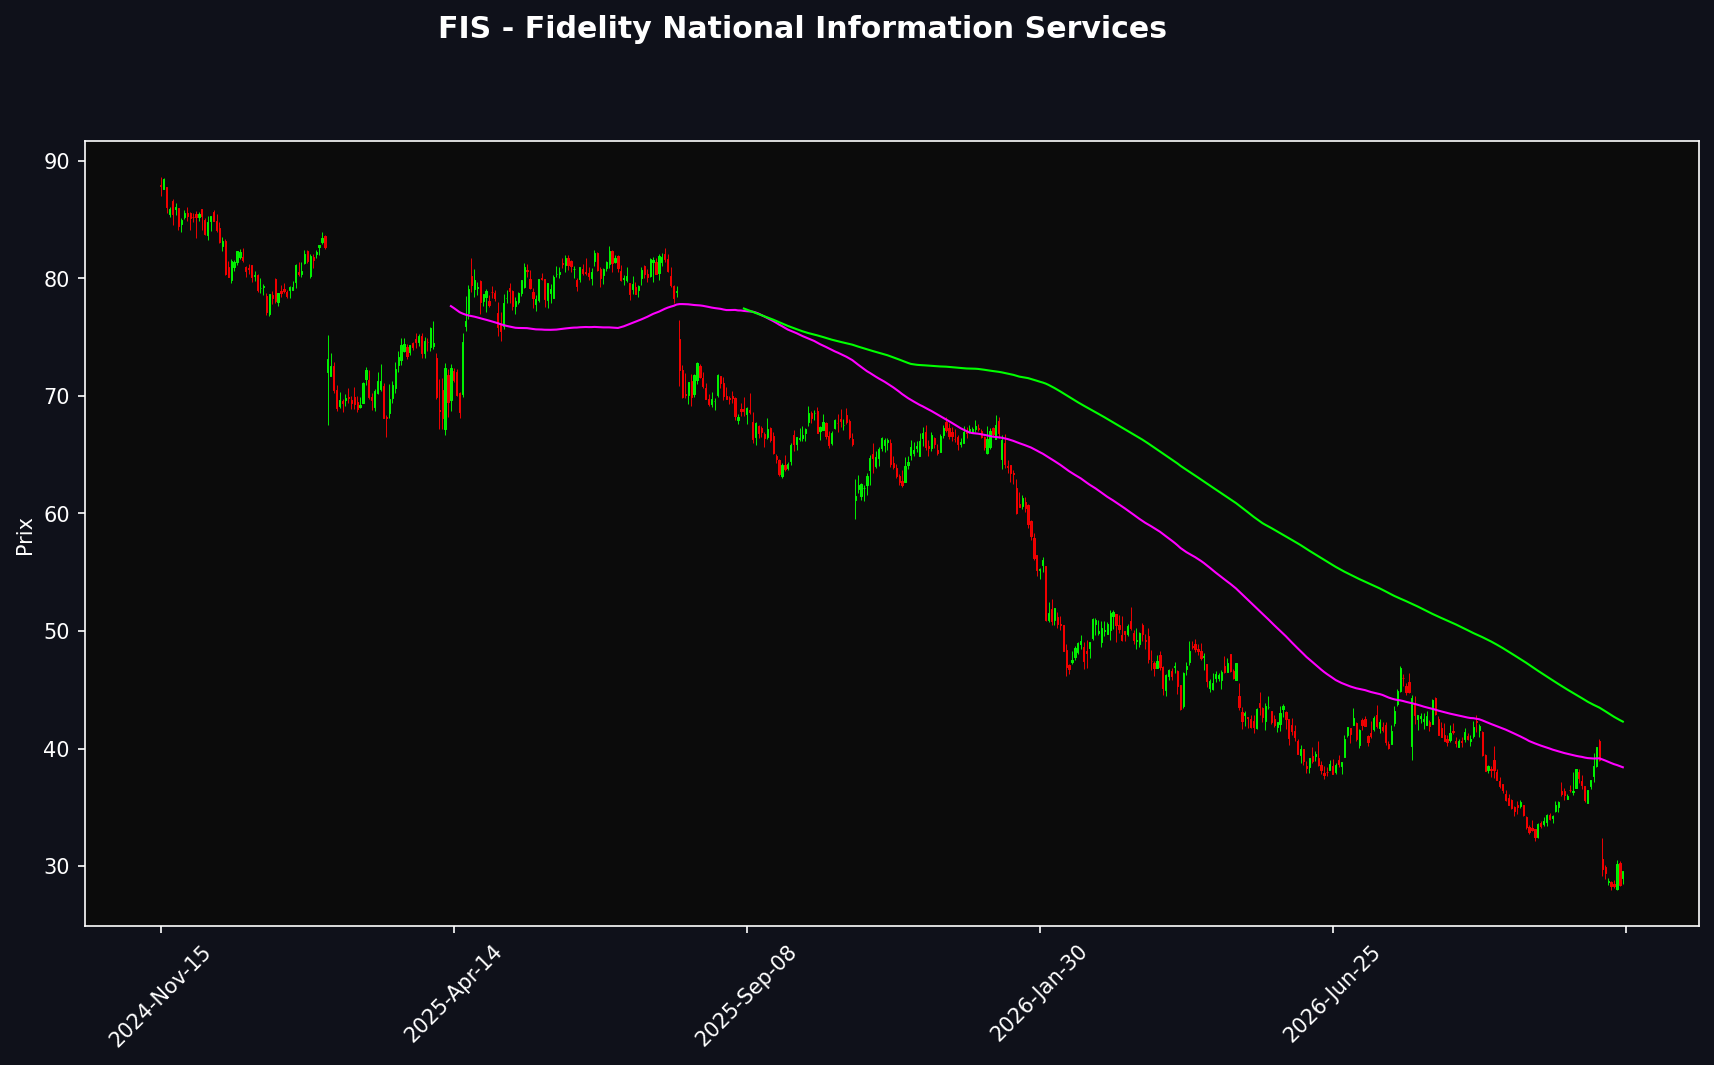 FIS - Fidelity National Information Services
90
80
70
60
50
40
30
Prix
2024-Nov-15
2025-Apr-14
2025-Sep-08
2026-Jan-30
2026-Jun-25